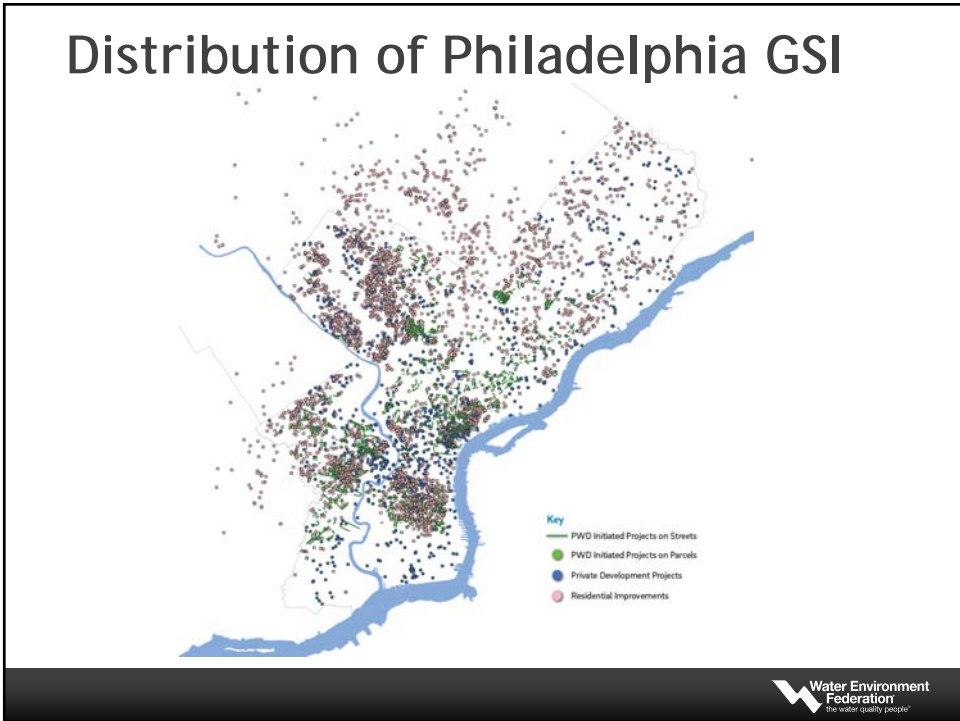 Distribution of Philadelphia GSI
Key
PWD Initiated Projects on Streets
PWD Initiated Projects on Parcels
Private Development Projects
Residential Improvements
Water Environment
Federation
the water quality people®